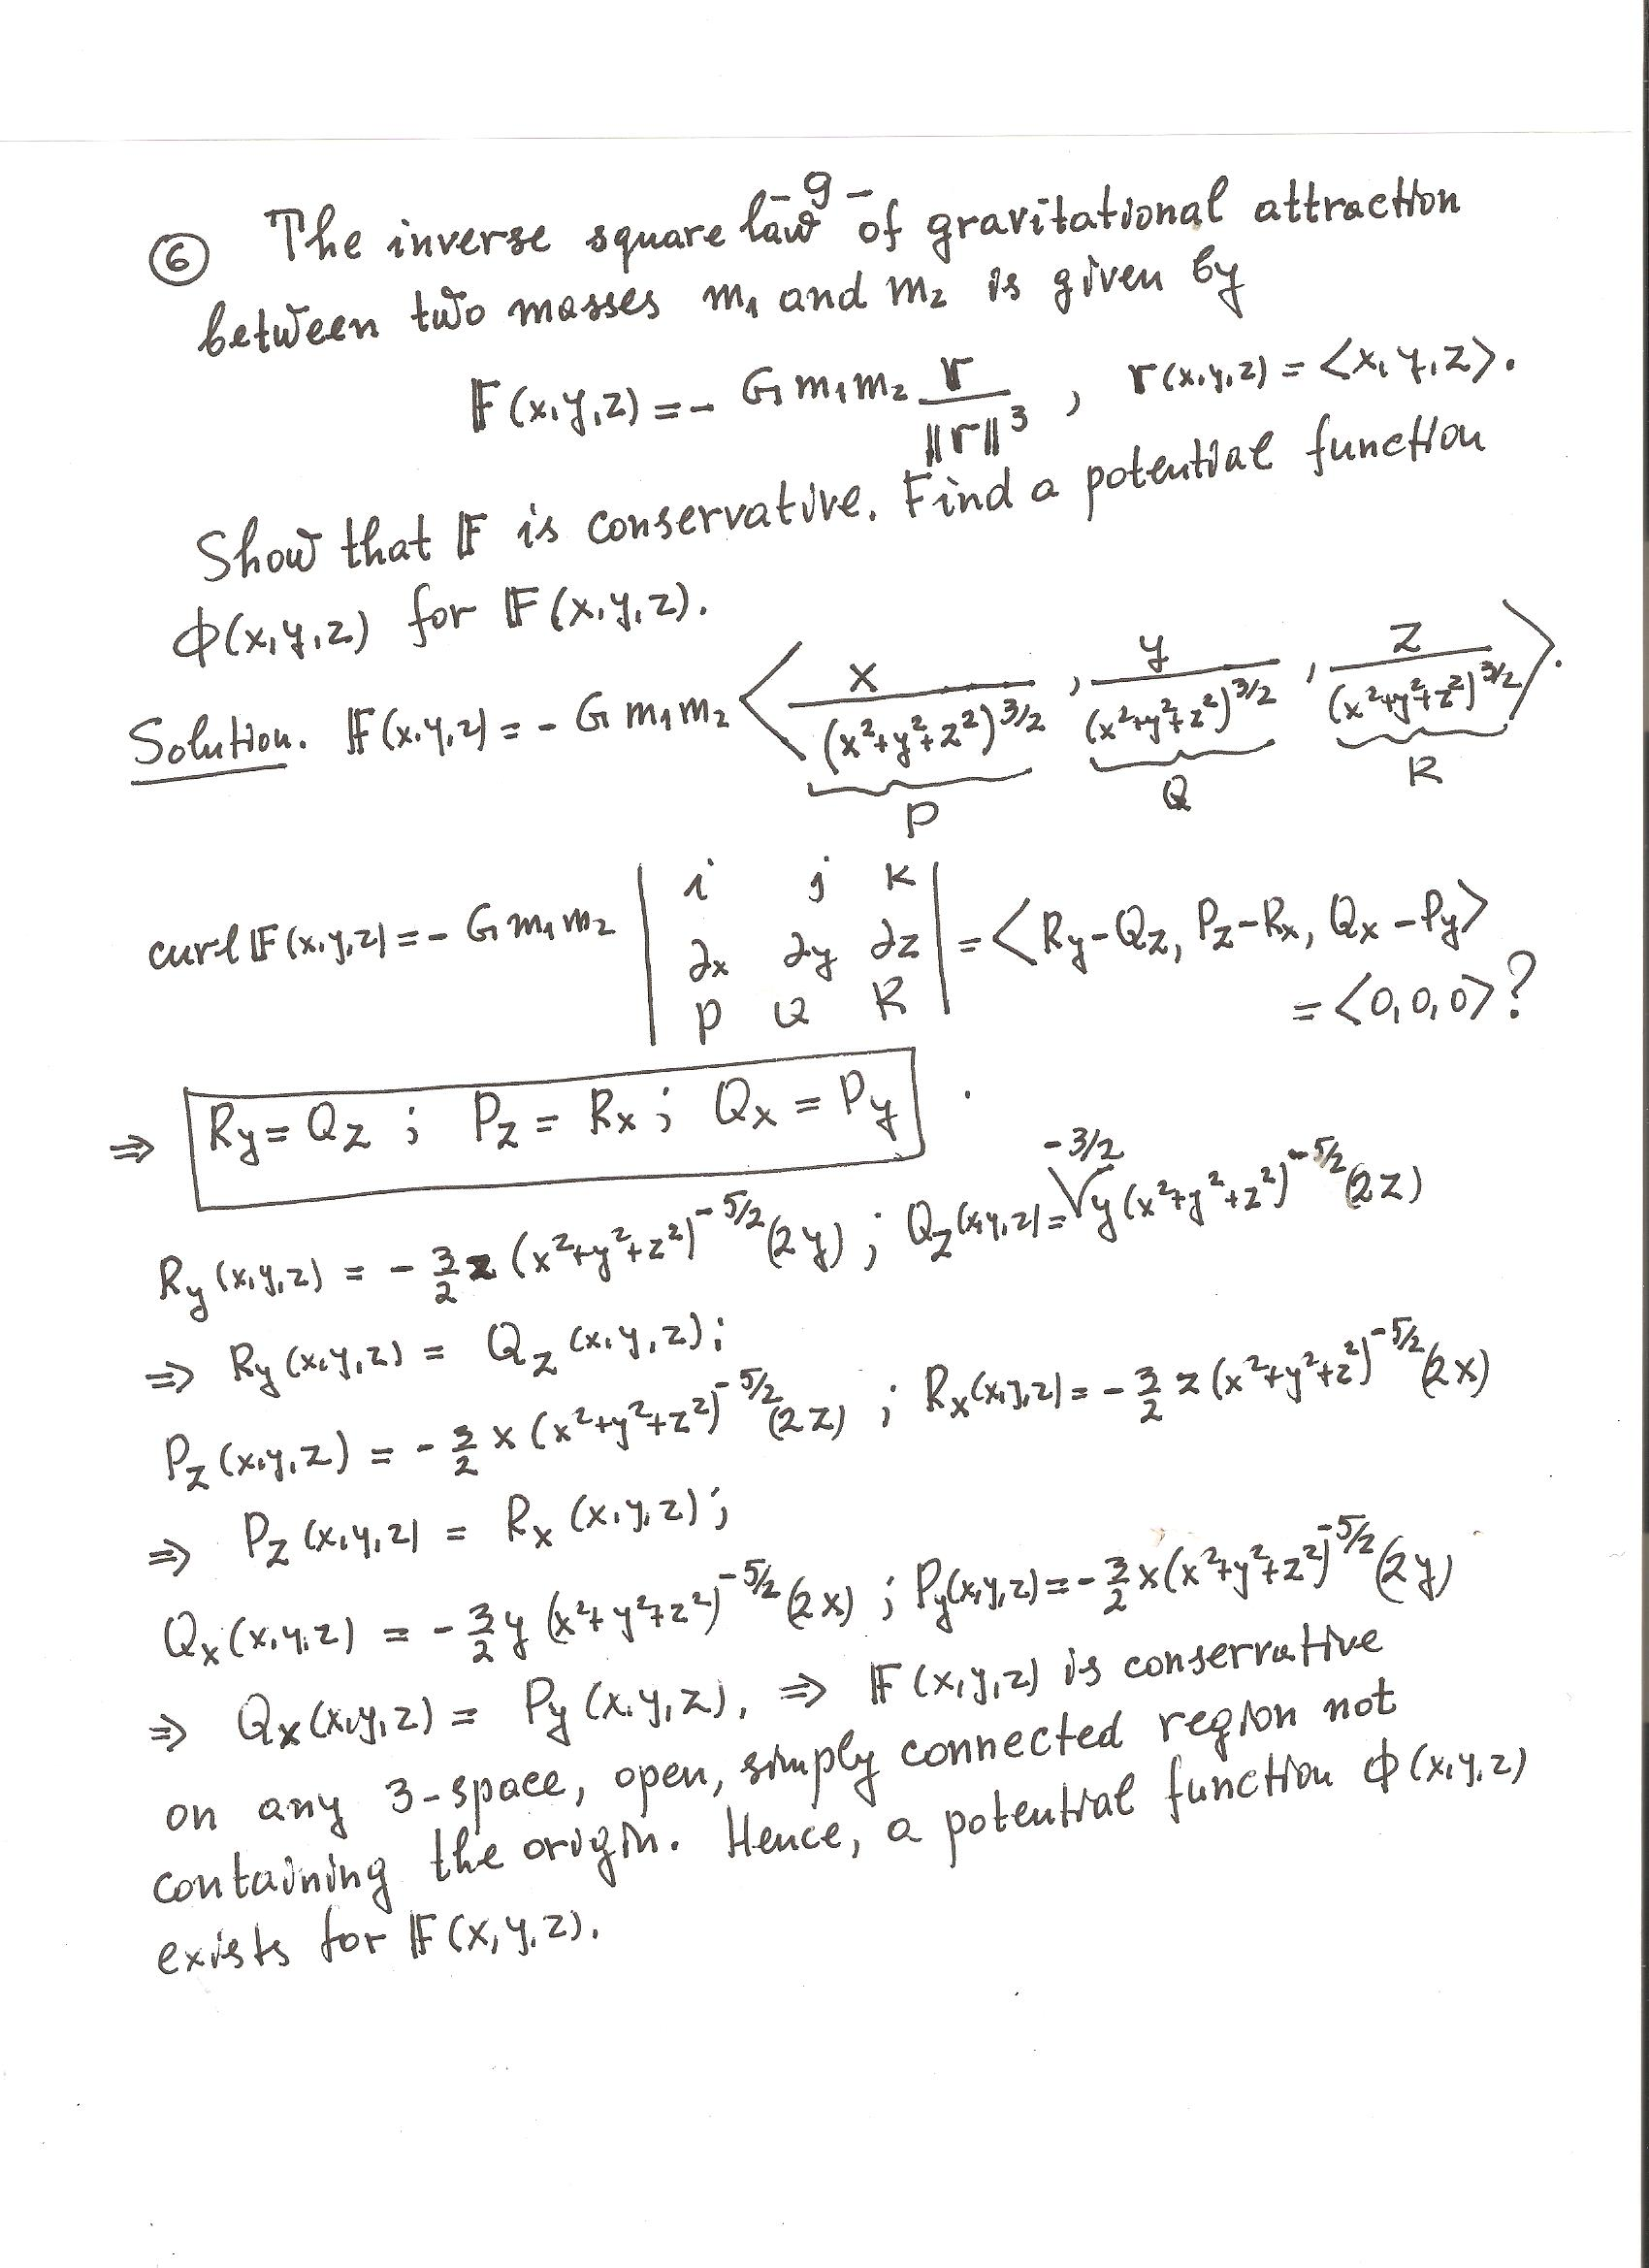 - 9 -
⑥ The inverse square law of gravitational attraction
between two masses m₁ and m₂ is given by
𝔽(x,y,z) = - G m₁m₂ r/‖r‖³ , r(x,y,z) = <x, y, z>.
Show that 𝔽 is conservative. Find a potential function
ϕ(x,y,z) for 𝔽(x,y,z).
Solution. 𝔽(x,y,z) = - G m₁m₂ < x/(x²+y²+z²)^3/2 , y/(x²+y²+z²)^3/2 , z/(x²+y²+z²)^3/2 >.
P Q R
curl 𝔽(x,y,z) = - G m₁m₂ | i j k
∂x ∂y ∂z
P Q R | = <Ry-Qz, Pz-Rx, Qx-Py>
= <0,0,0>?
⇒ Ry = Qz ; Pz = Rx ; Qx = Py .
Ry(x,y,z) = - 3/2 z (x²+y²+z²)^-5/2 (2y) ; Qz(x,y,z) = -3/2 y (x²+y²+z²)^-5/2 (2z)
⇒ Ry(x,y,z) = Qz(x,y,z);
Pz(x,y,z) = - 3/2 x (x²+y²+z²)^-5/2 (2z) ; Rx(x,y,z) = - 3/2 z (x²+y²+z²)^-5/2 (2x)
⇒ Pz(x,y,z) = Rx(x,y,z);
Qx(x,y,z) = - 3/2 y (x²+y²+z²)^-5/2 (2x) ; Py(x,y,z) = - 3/2 x (x²+y²+z²)^-5/2 (2y)
⇒ Qx(x,y,z) = Py(x,y,z), ⇒ 𝔽(x,y,z) is conservative
on any 3-space, open, simply connected region not
containing the origin. Hence, a potential function ϕ(x,y,z)
exists for 𝔽(x,y,z).